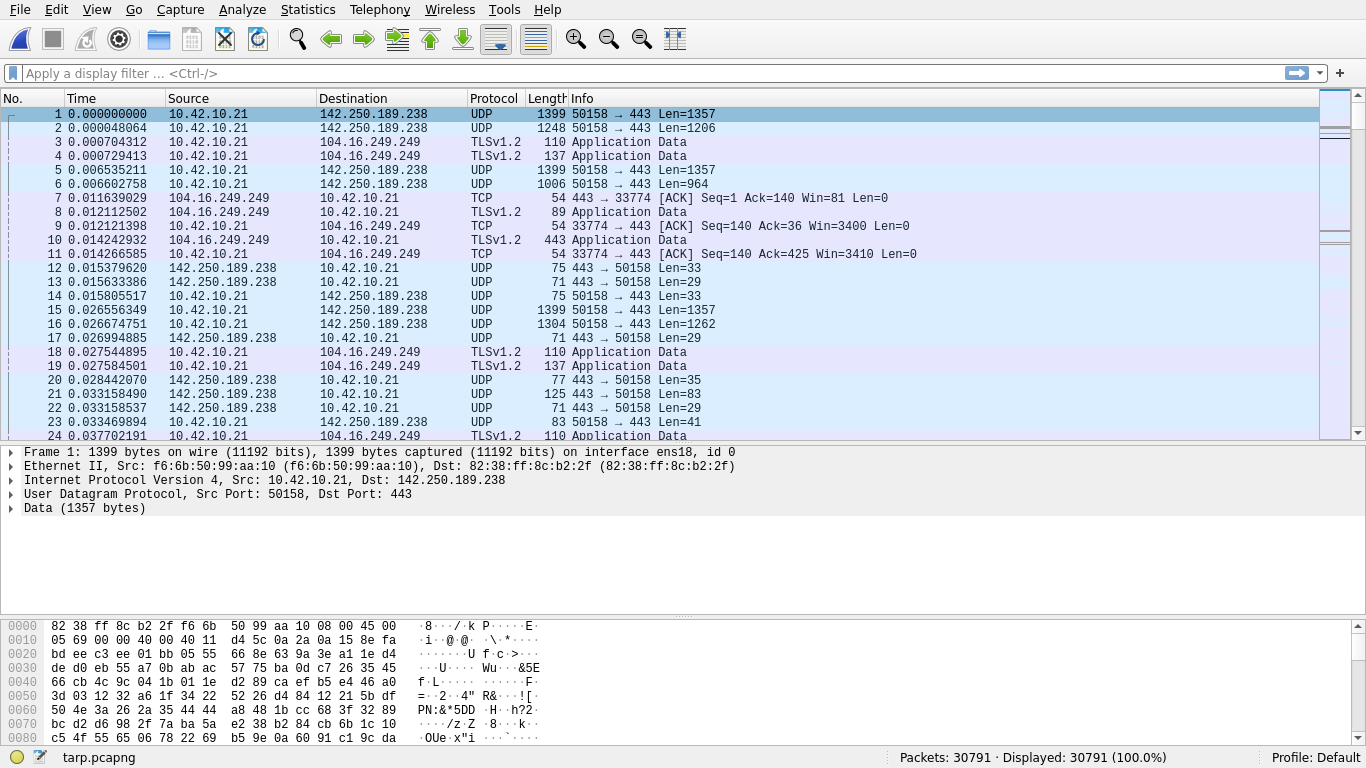 File Edit View Go Capture Analyze Statistics Telephony Wireless Tools Help
Apply a display filter … <Ctrl-/>
No. Time Source Destination Protocol Length Info
1 0.000000000 10.42.10.21 142.250.189.238 UDP 1399 50158 → 443 Len=1357
2 0.000048064 10.42.10.21 142.250.189.238 UDP 1248 50158 → 443 Len=1206
3 0.000704312 10.42.10.21 104.16.249.249 TLSv1.2 110 Application Data
4 0.000729413 10.42.10.21 104.16.249.249 TLSv1.2 137 Application Data
5 0.006535211 10.42.10.21 142.250.189.238 UDP 1399 50158 → 443 Len=1357
6 0.006602758 10.42.10.21 142.250.189.238 UDP 1006 50158 → 443 Len=964
7 0.011639029 104.16.249.249 10.42.10.21 TCP 54 443 → 33774 [ACK] Seq=1 Ack=140 Win=81 Len=0
8 0.012112502 104.16.249.249 10.42.10.21 TLSv1.2 89 Application Data
9 0.012121398 10.42.10.21 104.16.249.249 TCP 54 33774 → 443 [ACK] Seq=140 Ack=36 Win=3400 Len=0
10 0.014242932 104.16.249.249 10.42.10.21 TLSv1.2 443 Application Data
11 0.014266585 10.42.10.21 104.16.249.249 TCP 54 33774 → 443 [ACK] Seq=140 Ack=425 Win=3410 Len=0
12 0.015379620 142.250.189.238 10.42.10.21 UDP 75 443 → 50158 Len=33
13 0.015633386 142.250.189.238 10.42.10.21 UDP 71 443 → 50158 Len=29
14 0.015805517 10.42.10.21 142.250.189.238 UDP 75 50158 → 443 Len=33
15 0.026556349 10.42.10.21 142.250.189.238 UDP 1399 50158 → 443 Len=1357
16 0.026674751 10.42.10.21 142.250.189.238 UDP 1304 50158 → 443 Len=1262
17 0.026994885 142.250.189.238 10.42.10.21 UDP 71 443 → 50158 Len=29
18 0.027544895 10.42.10.21 104.16.249.249 TLSv1.2 110 Application Data
19 0.027584501 10.42.10.21 104.16.249.249 TLSv1.2 137 Application Data
20 0.028442070 142.250.189.238 10.42.10.21 UDP 77 443 → 50158 Len=35
21 0.033158490 142.250.189.238 10.42.10.21 UDP 125 443 → 50158 Len=83
22 0.033158537 142.250.189.238 10.42.10.21 UDP 71 443 → 50158 Len=29
23 0.033469894 10.42.10.21 142.250.189.238 UDP 83 50158 → 443 Len=41
24 0.037702191 10.42.10.21 104.16.249.249 TLSv1.2 110 Application Data
Frame 1: 1399 bytes on wire (11192 bits), 1399 bytes captured (11192 bits) on interface ens18, id 0
Ethernet II, Src: f6:6b:50:99:aa:10 (f6:6b:50:99:aa:10), Dst: 82:38:ff:8c:b2:2f (82:38:ff:8c:b2:2f)
Internet Protocol Version 4, Src: 10.42.10.21, Dst: 142.250.189.238
User Datagram Protocol, Src Port: 50158, Dst Port: 443
Data (1357 bytes)
0000 82 38 ff 8c b2 2f f6 6b 50 99 aa 10 08 00 45 00 ·8···/·k P·····E·
0010 05 69 00 00 40 00 40 11 d4 5c 0a 2a 0a 15 8e fa ·i··@·@· ·\·*····
0020 bd ee c3 ee 01 bb 05 55 66 8e 63 9a 3e a1 1e d4 ·······U f·c·>···
0030 de d0 eb 55 a7 0b ab ac 57 75 ba 0d c7 26 35 45 ···U···· Wu···&5E
0040 66 cb 4c 9c 04 1b 01 1e d2 89 ca ef b5 e4 46 a0 f·L····· ······F·
0050 3d 03 12 32 a6 1f 34 22 52 26 d4 84 12 21 5b df =··2··4" R&···![·
0060 50 4e 3a 26 2a 35 44 44 a8 48 1b cc 68 3f 32 89 PN:&*5DD ·H··h?2·
0070 bc d2 d6 98 2f 7a ba 5a e2 38 b2 84 cb 6b 1c 10 ····/z·Z ·8···k··
0080 c5 4f 55 65 06 78 22 69 b5 9e 0a 60 91 c1 9c da ·OUe·x"i ···`····
tarp.pcapng Packets: 30791 · Displayed: 30791 (100.0%) Profile: Default